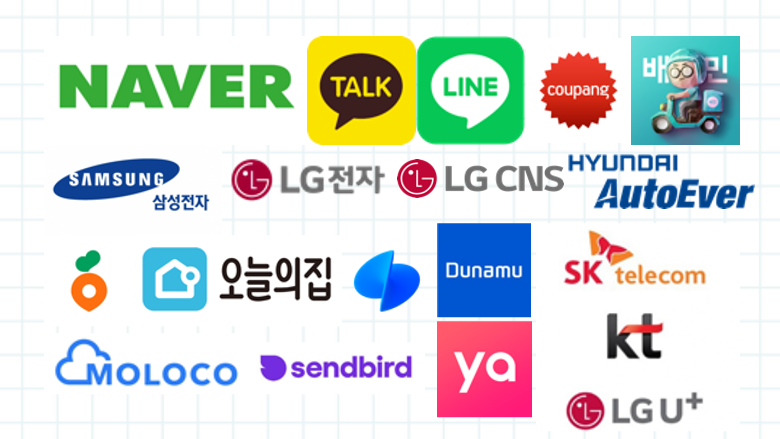 NAVER
TALK
LINE
coupang
배민
SAMSUNG
삼성전자
LG전자
LG CNS
HYUNDAI
AutoEver
오늘의집
Dunamu
SK telecom
kt
MOLOCO
sendbird
ya
LG U+